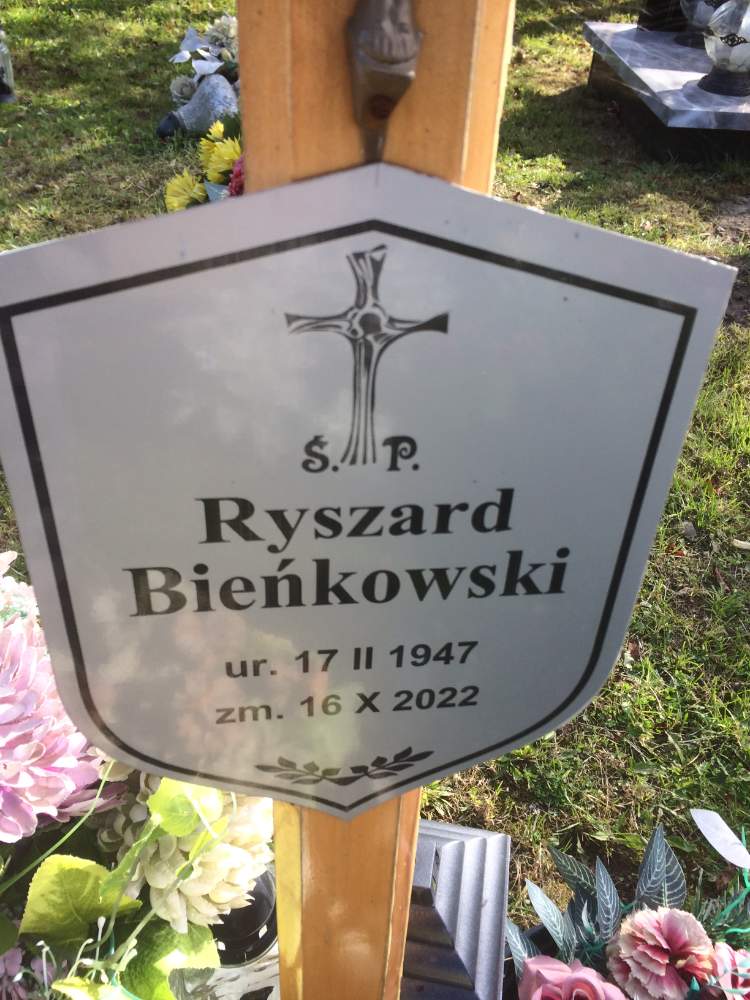 Ś. P.
Ryszard
Bieńkowski
ur. 17 II 1947
zm. 16 X 2022